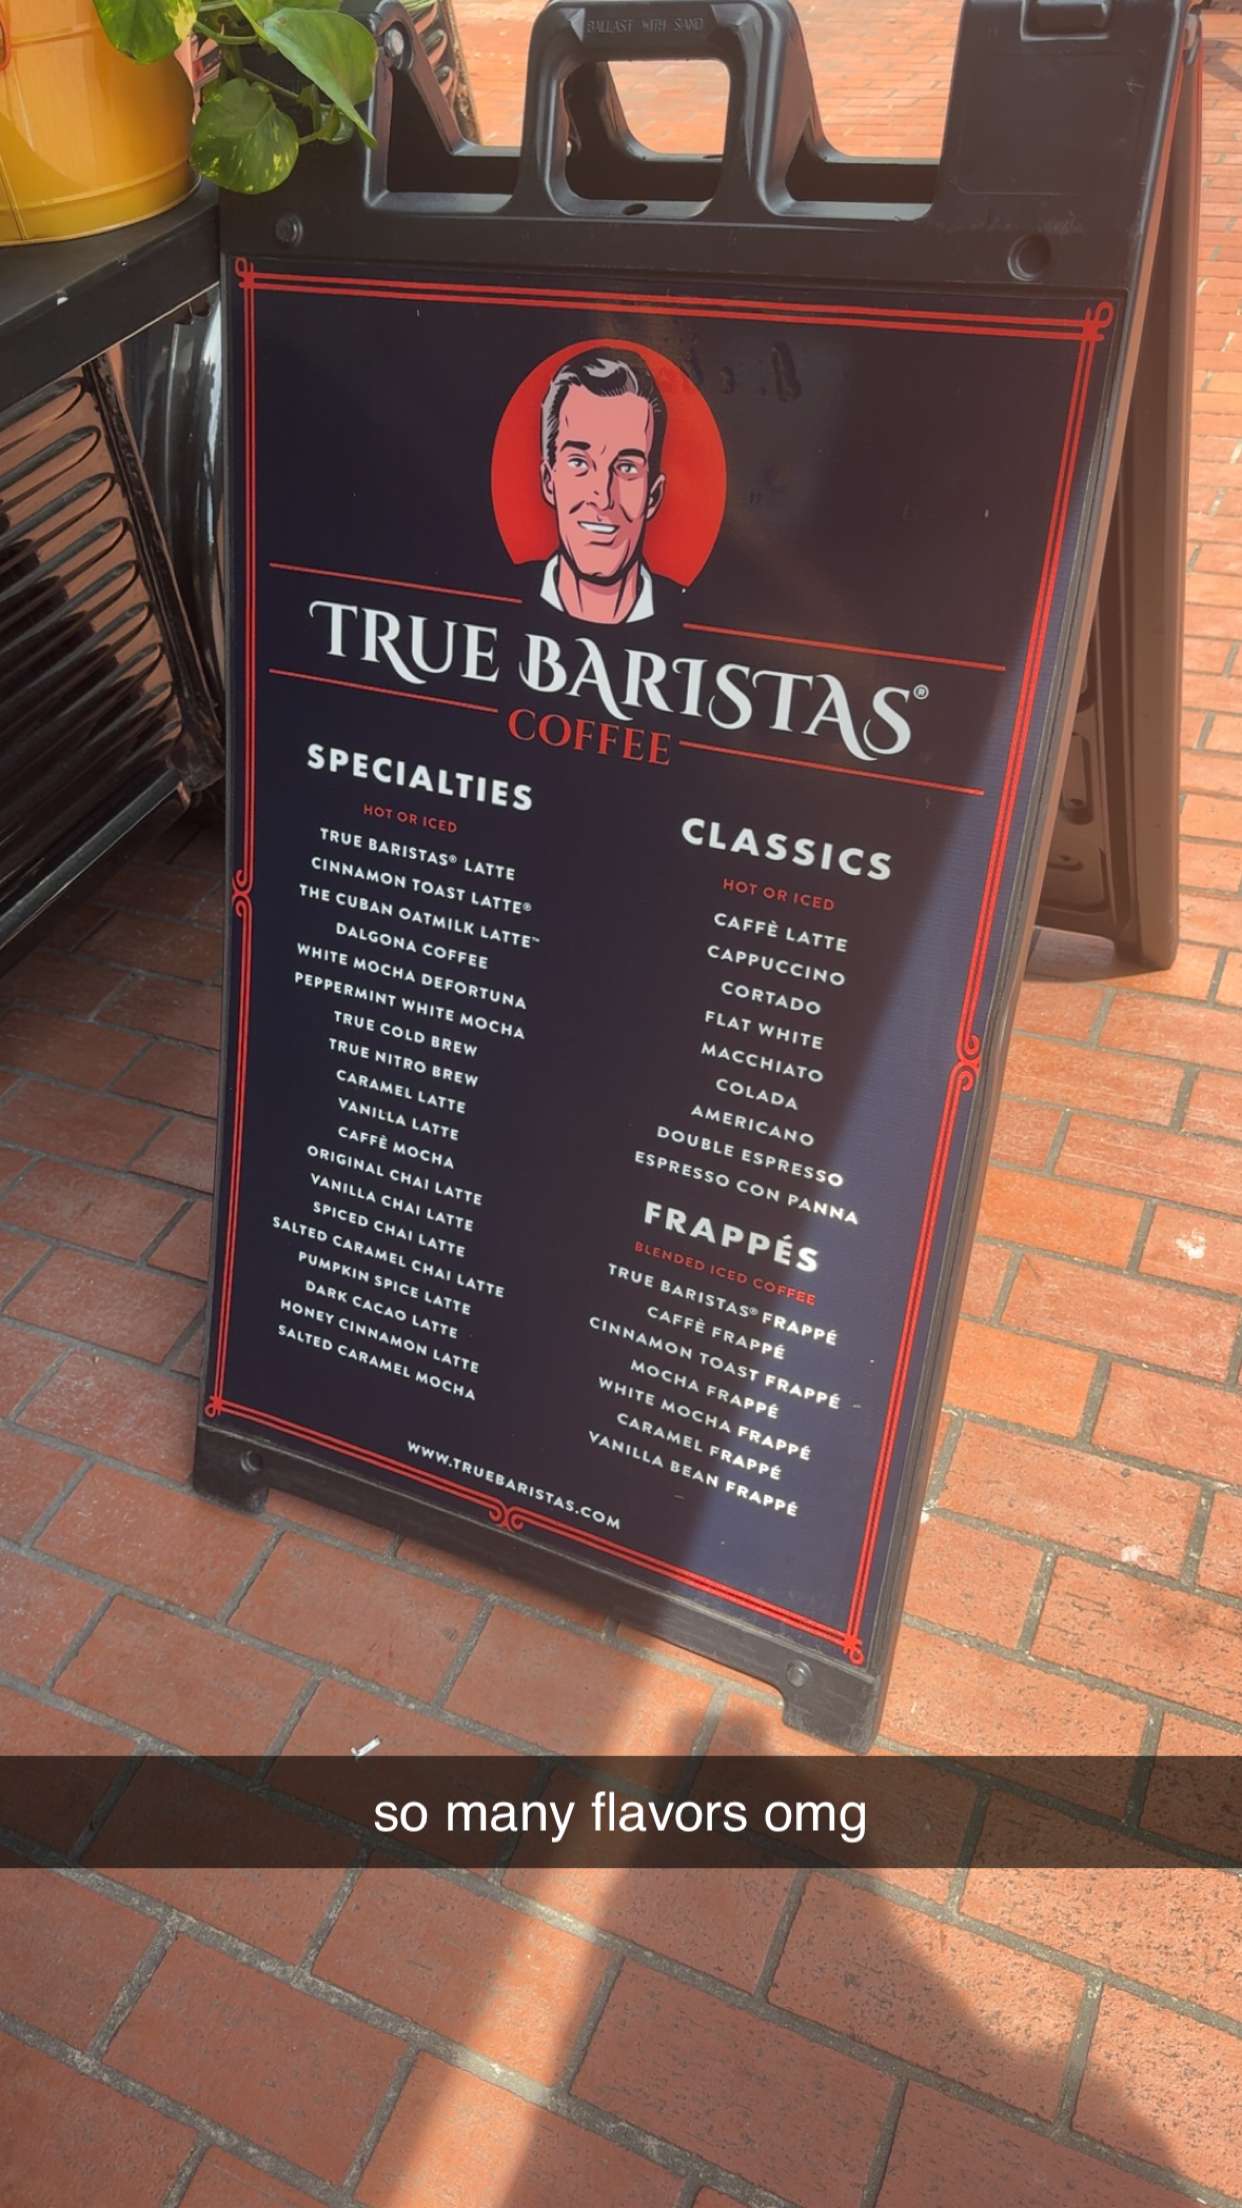 BALLAST WITH SAND
TRUE BARISTAS®
COFFEE
SPECIALTIES
HOT OR ICED
TRUE BARISTAS® LATTE
CINNAMON TOAST LATTE®
THE CUBAN OATMILK LATTE™
DALGONA COFFEE
WHITE MOCHA DEFORTUNA
PEPPERMINT WHITE MOCHA
TRUE COLD BREW
TRUE NITRO BREW
CARAMEL LATTE
VANILLA LATTE
CAFFÈ MOCHA
ORIGINAL CHAI LATTE
VANILLA CHAI LATTE
SPICED CHAI LATTE
SALTED CARAMEL CHAI LATTE
PUMPKIN SPICE LATTE
DARK CACAO LATTE
HONEY CINNAMON LATTE
SALTED CARAMEL MOCHA
CLASSICS
HOT OR ICED
CAFFÈ LATTE
CAPPUCCINO
CORTADO
FLAT WHITE
MACCHIATO
COLADA
AMERICANO
DOUBLE ESPRESSO
ESPRESSO CON PANNA
FRAPPÉS
BLENDED ICED COFFEE
TRUE BARISTAS® FRAPPÉ
CAFFÈ FRAPPÉ
CINNAMON TOAST FRAPPÉ
MOCHA FRAPPÉ
WHITE MOCHA FRAPPÉ
CARAMEL FRAPPÉ
VANILLA BEAN FRAPPÉ
WWW.TRUEBARISTAS.COM
so many flavors omg